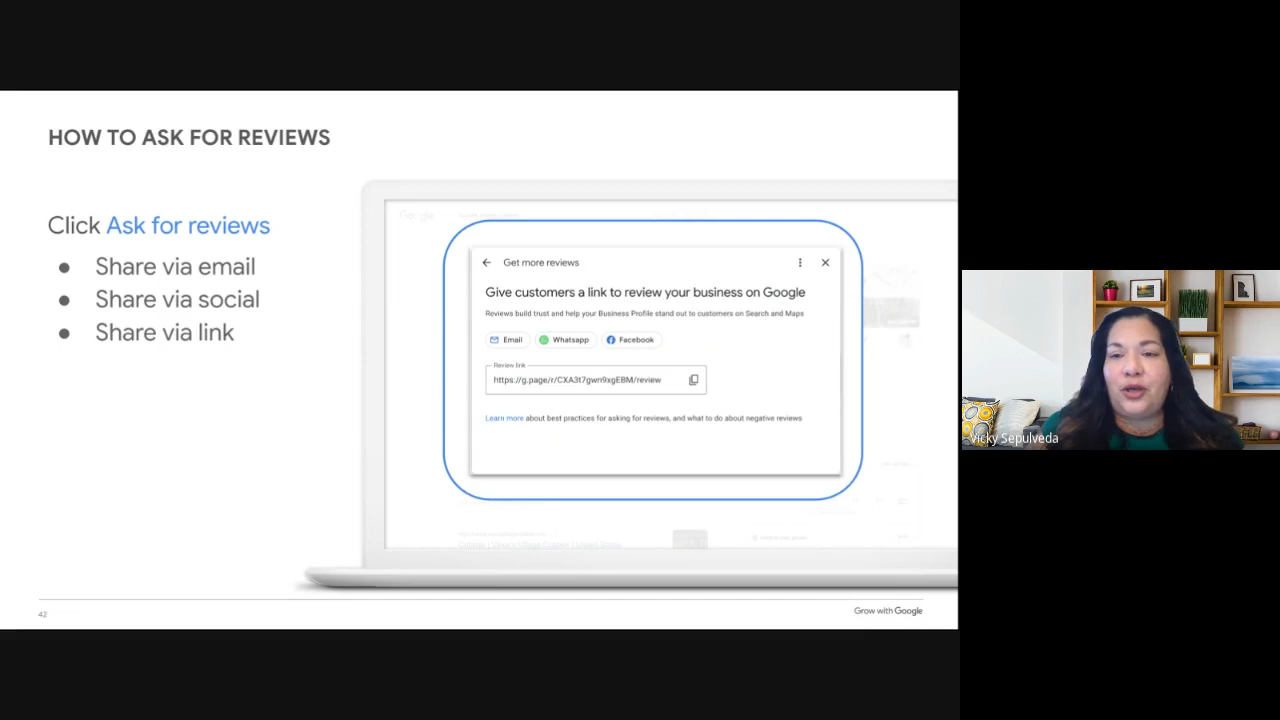 HOW TO ASK FOR REVIEWS
Click Ask for reviews
● Share via email
● Share via social
● Share via link
Google
Get more reviews
Give customers a link to review your business on Google
Reviews build trust and help your Business Profile stand out to customers on Search and Maps
Email Whatsapp Facebook
Review link
https://g.page/r/CXA3t7gwn9xgEBM/review
Learn more about best practices for asking for reviews, and what to do about negative reviews
42
Grow with Google
Vicky Sepulveda